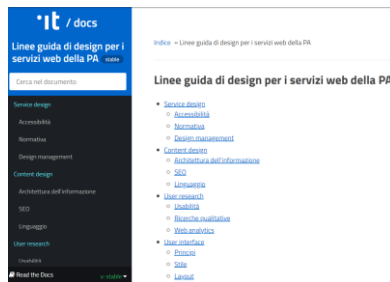 ·it / docs
Linee guida di design per i
servizi web della PA stable
Cerca nel documento
Service design
Accessibilità
Normativa
Design management
Content design
Architettura dell'informazione
SEO
Linguaggio
User research
Usabilità
Read the Docs v: stable
Indice » Linee guida di design per i servizi web della PA
Linee guida di design per i servizi web della PA
Service design
Accessibilità
Normativa
Design management
Content design
Architettura dell'informazione
SEO
Linguaggio
User research
Usabilità
Ricerche qualitative
Web analytics
User interface
Principi
Stile
Layout